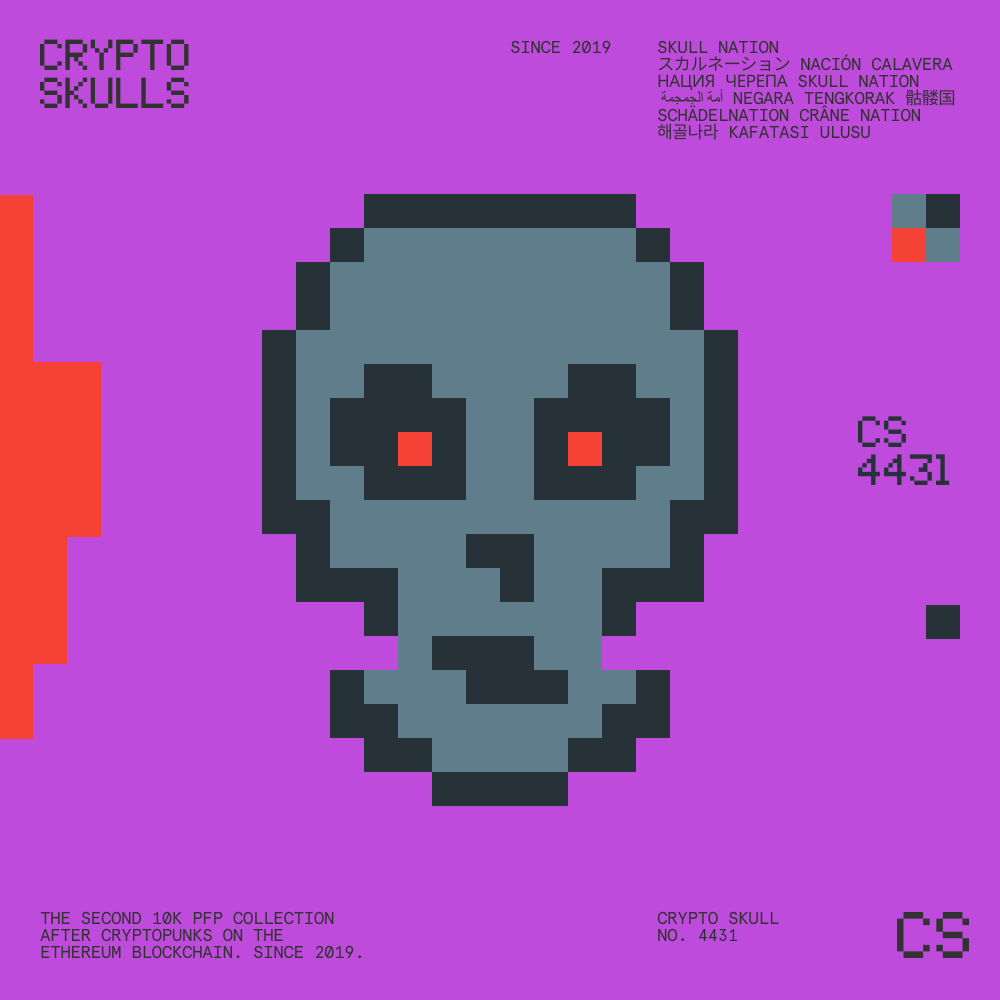 CRYPTO
SKULLS
SINCE 2019
SKULL NATION
スカルネーション NACIÓN CALAVERA
НАЦИЯ ЧЕРЕПА SKULL NATION
أمة الجمجمة NEGARA TENGKORAK 骷髅国
SCHÄDELNATION CRÂNE NATION
해골나라 KAFATASI ULUSU
CS
4431
THE SECOND 10K PFP COLLECTION
AFTER CRYPTOPUNKS ON THE
ETHEREUM BLOCKCHAIN. SINCE 2019.
CRYPTO SKULL
NO. 4431
CS